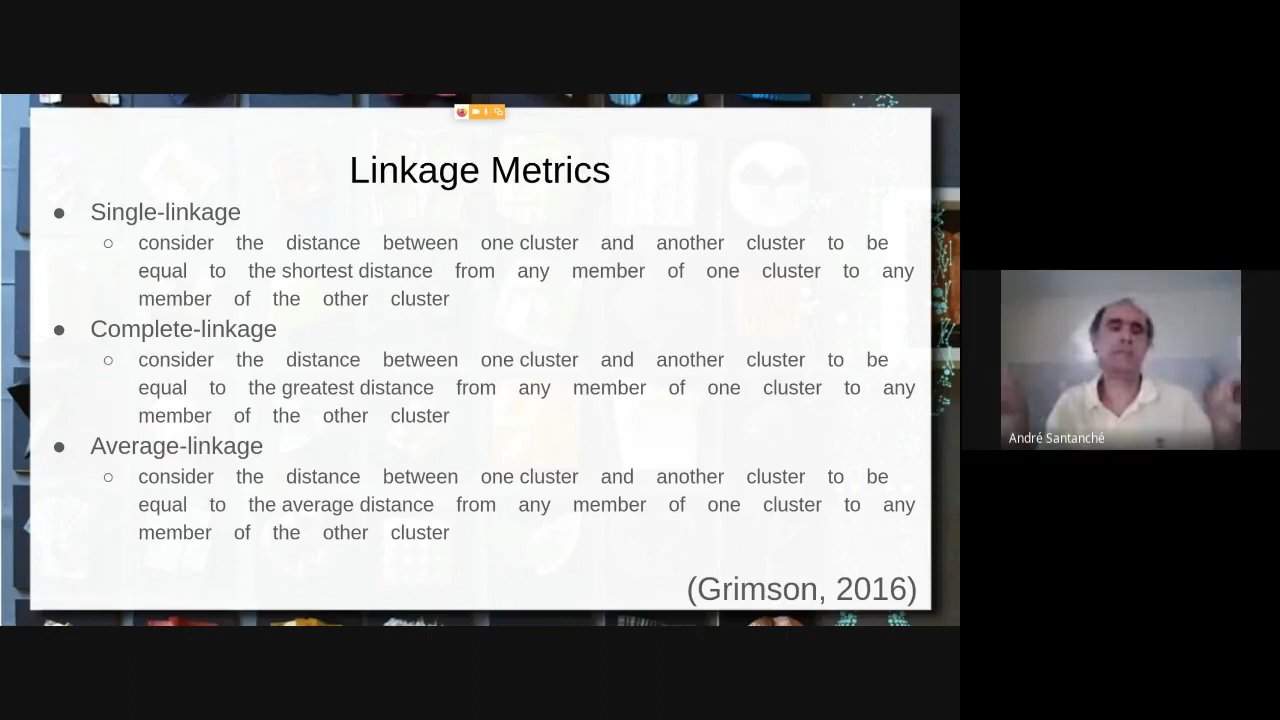 Linkage Metrics
● Single-linkage
○ consider the distance between one cluster and another cluster to be
equal to the shortest distance from any member of one cluster to any
member of the other cluster
● Complete-linkage
○ consider the distance between one cluster and another cluster to be
equal to the greatest distance from any member of one cluster to any
member of the other cluster
● Average-linkage
○ consider the distance between one cluster and another cluster to be
equal to the average distance from any member of one cluster to any
member of the other cluster
(Grimson, 2016)
André Santanchè